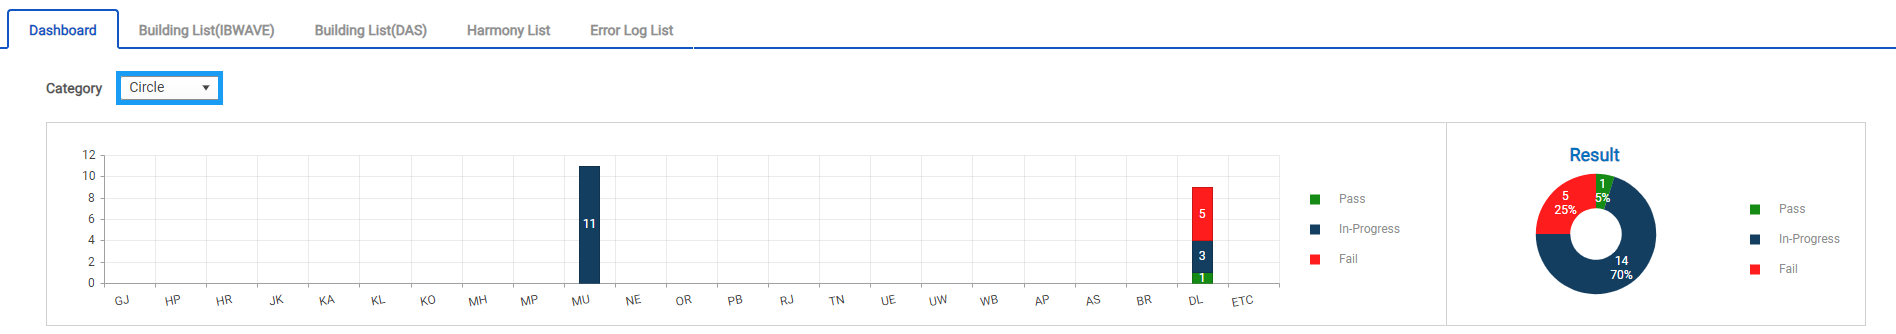 Dashboard Building List(IBWAVE) Building List(DAS) Harmony List Error Log List
Category Circle
12
10
8
6
4
2
0
11
5
3
1
GJ HP HR JK KA KL KO MH MP MU NE OR PB RJ TN UE UW WB AP AS BR DL ETC
Pass
In-Progress
Fail
Result
1
5%
5
25%
14
70%
Pass
In-Progress
Fail